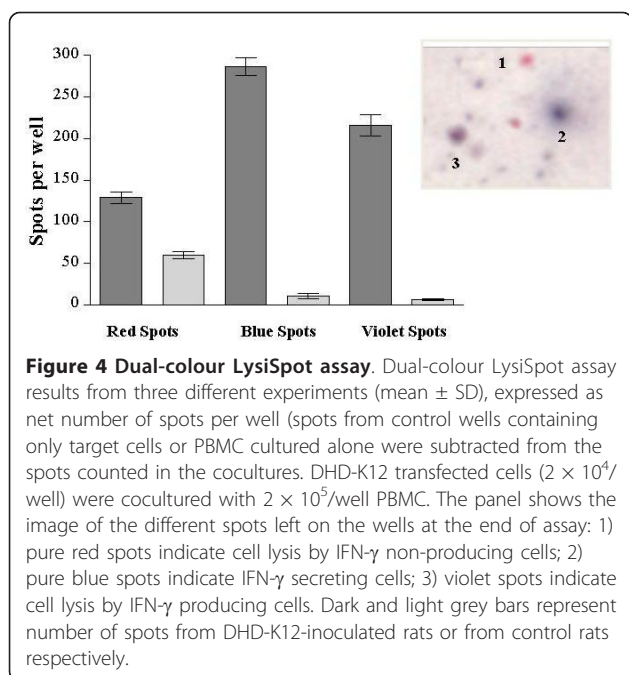 300
250
200
150
100
50
0
Spots per well
Red Spots Blue Spots Violet Spots
1
2
3
Figure 4 Dual-colour LysiSpot assay. Dual-colour LysiSpot assay
results from three different experiments (mean ± SD), expressed as
net number of spots per well (spots from control wells containing
only target cells or PBMC cultured alone were subtracted from the
spots counted in the cocultures. DHD-K12 transfected cells (2 × 10⁴/
well) were cocultured with 2 × 10⁵/well PBMC. The panel shows the
image of the different spots left on the wells at the end of assay: 1)
pure red spots indicate cell lysis by IFN-γ non-producing cells; 2)
pure blue spots indicate IFN-γ secreting cells; 3) violet spots indicate
cell lysis by IFN-γ producing cells. Dark and light grey bars represent
number of spots from DHD-K12-inoculated rats or from control rats
respectively.